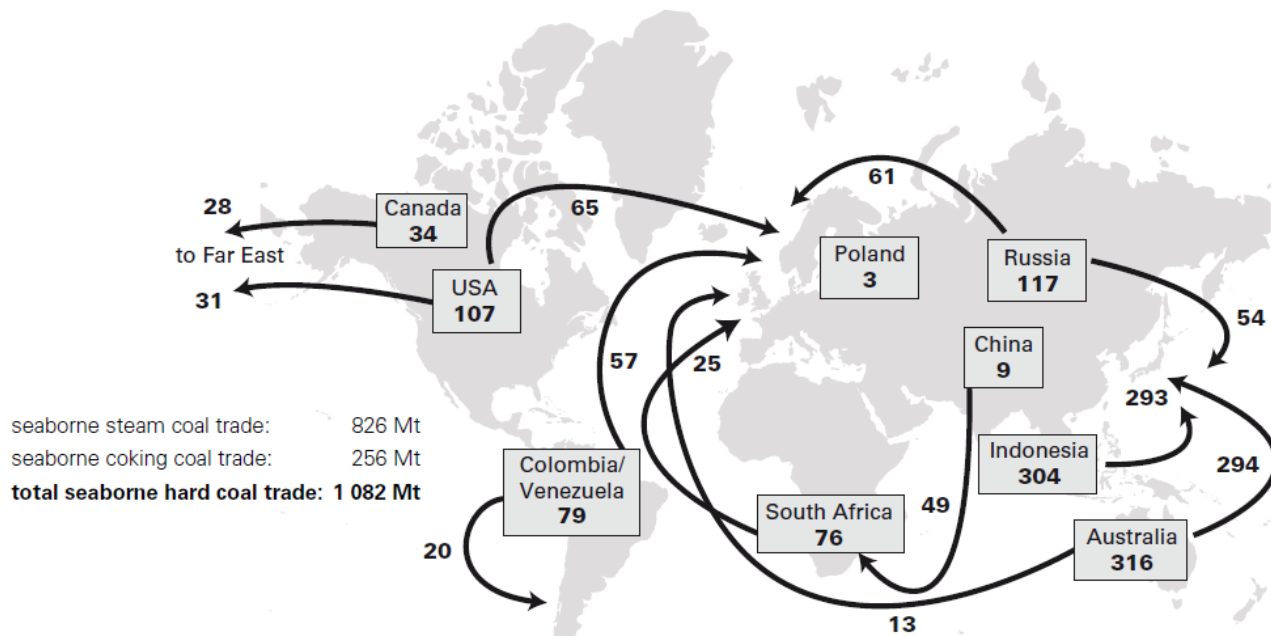 61
65
28
Canada
34
to Far East
Poland
3
Russia
117
31
USA
107
54
China
9
57
25
293
seaborne steam coal trade: 826 Mt
seaborne coking coal trade: 256 Mt
total seaborne hard coal trade: 1 082 Mt
Colombia/
Venezuela
79
Indonesia
304
294
South Africa
76
49
Australia
316
20
13